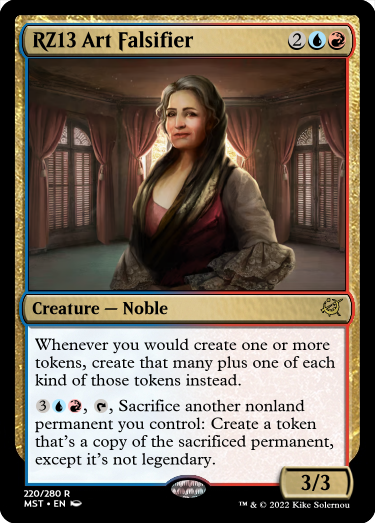 RZ13 Art Falsifier 2
Creature — Noble
Whenever you would create one or more
tokens, create that many plus one of each
kind of those tokens instead.
3, , Sacrifice another nonland
permanent you control: Create a token
that's a copy of the sacrificed permanent,
except it's not legendary.
3/3
220/280 R
MST • EN
™ & © 2022 Kike Solernou